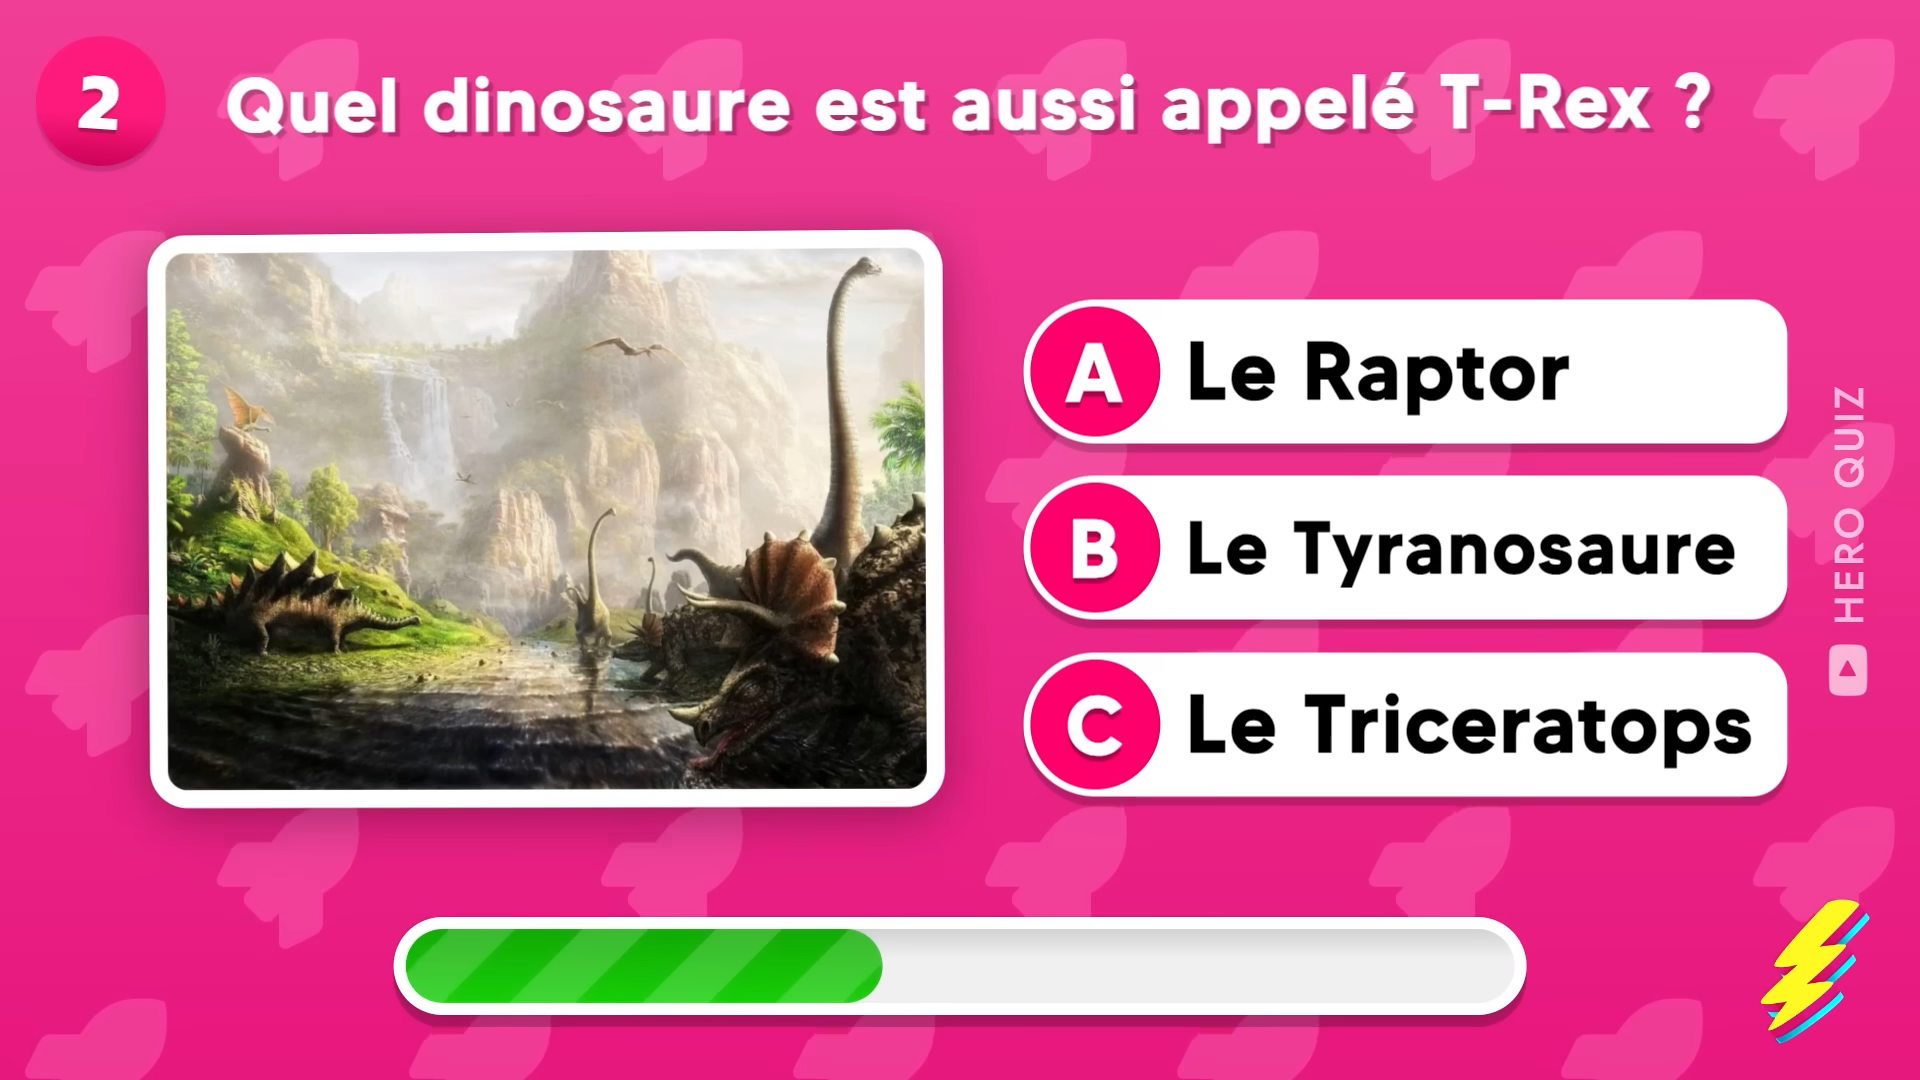 2
Quel dinosaure est aussi appelé T-Rex ?
A Le Raptor
B Le Tyranosaure
C Le Triceratops
HERO QUIZ